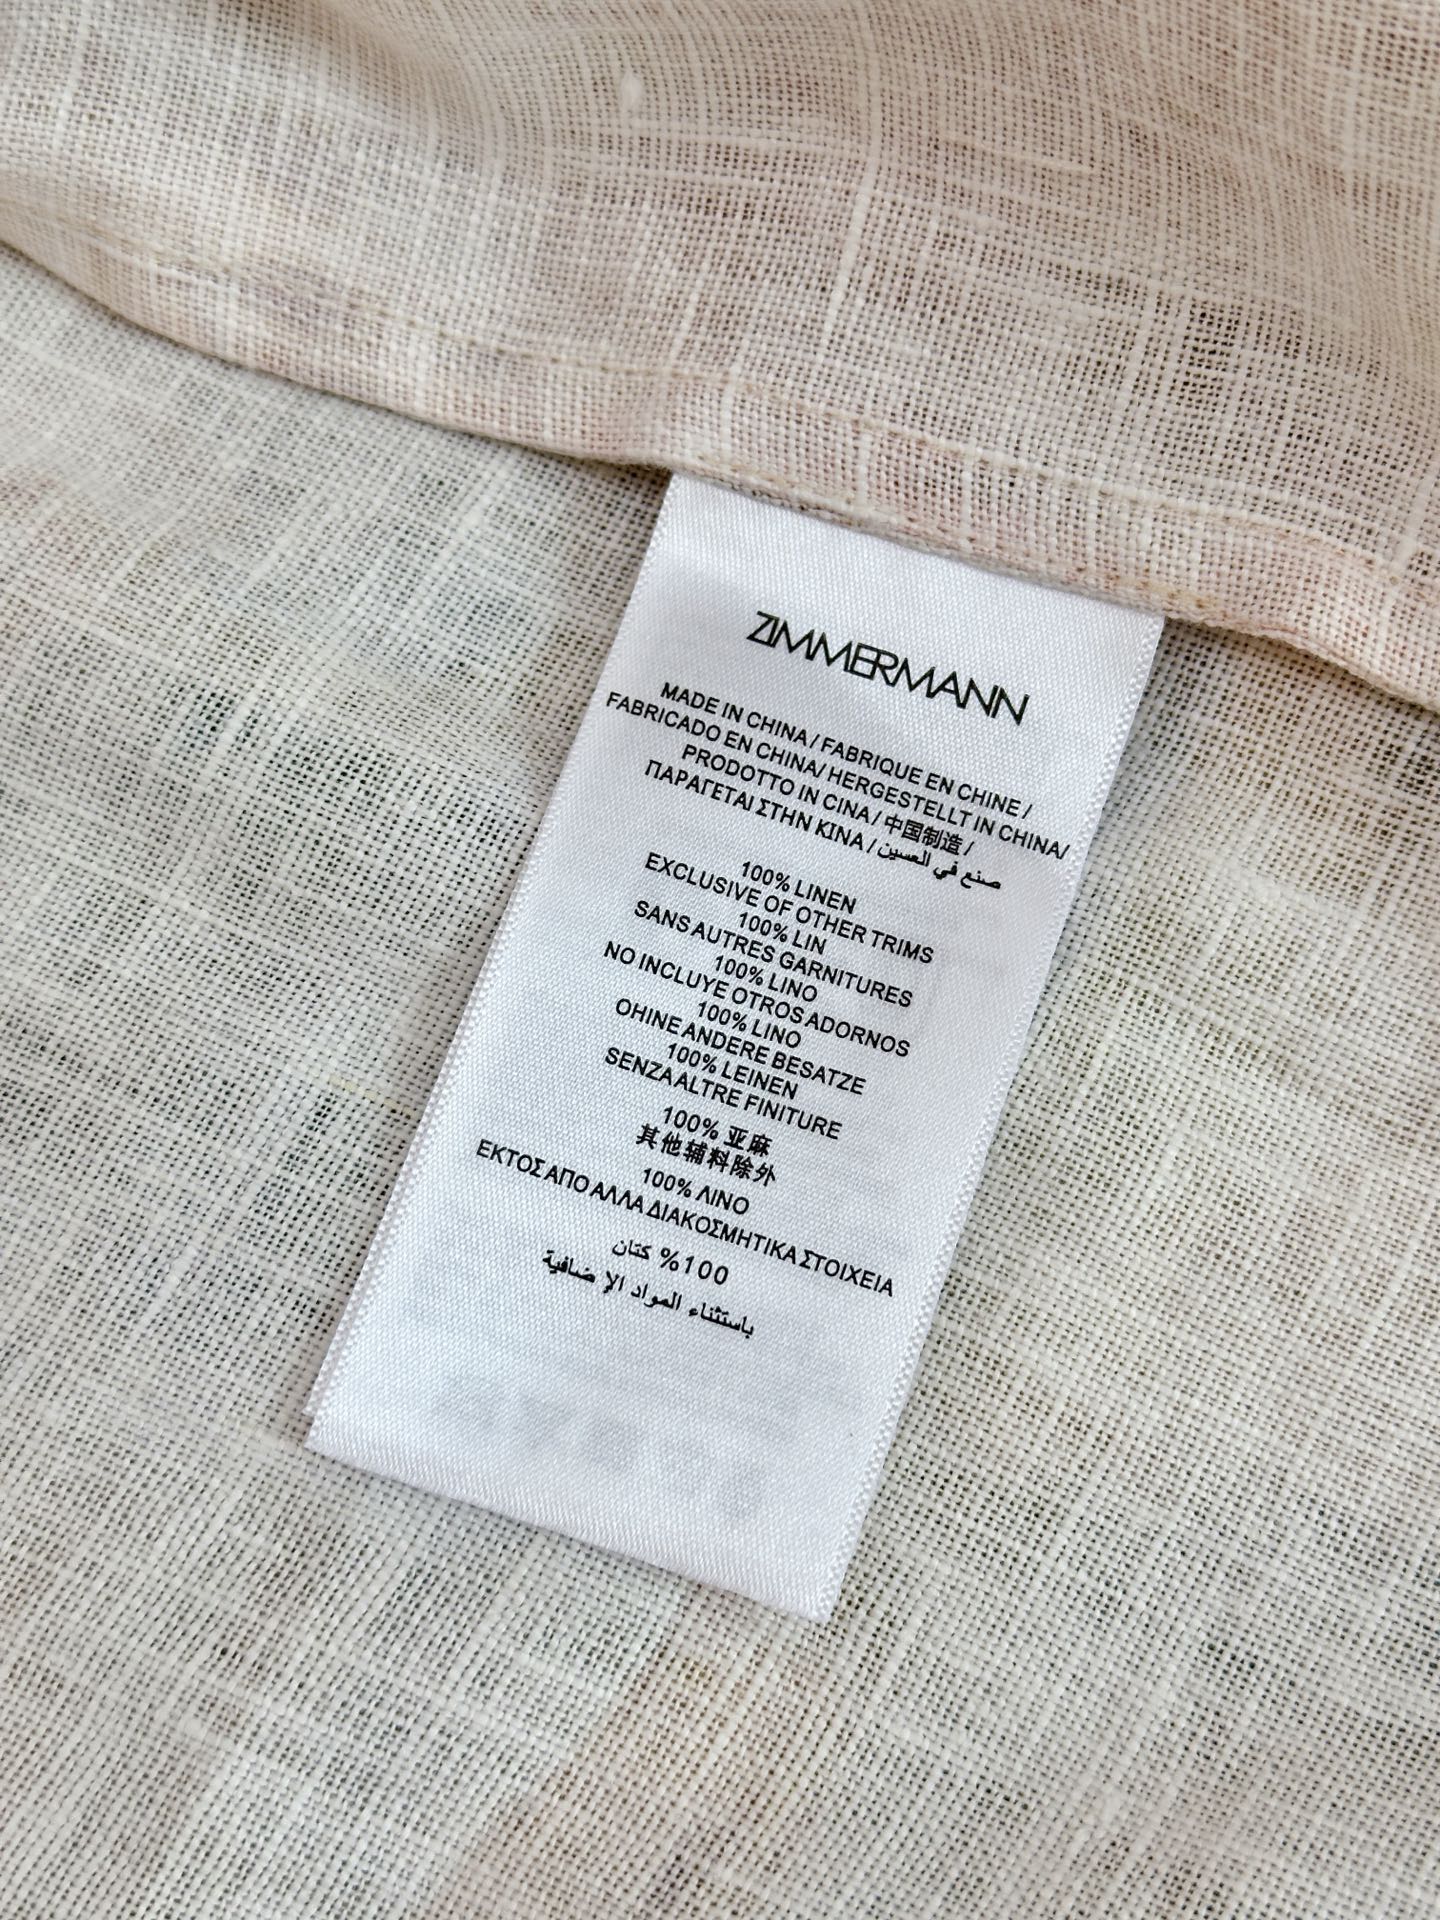 ZIMMERMANN
MADE IN CHINA / FABRIQUE EN CHINE /
FABRICADO EN CHINA/ HERGESTELLT IN CHINA/
PRODOTTO IN CINA / 中国制造 /
ΠΑΡΑΓΕΤΑΙ ΣΤΗΝ ΚΙΝΑ / صنع في العسين
100% LINEN
EXCLUSIVE OF OTHER TRIMS
100% LIN
SANS AUTRES GARNITURES
100% LINO
NO INCLUYE OTROS ADORNOS
100% LINO
OHINE ANDERE BESATZE
100% LEINEN
SENZA ALTRE FINITURE
100% 亚麻
其他辅料除外
100% ΛΙΝΟ
ΕΚΤΟΣ ΑΠΟ ΑΛΛΑ ΔΙΑΚΟΣΜΗΤΙΚΑ ΣΤΟΙΧΕΙΑ
100% كتان
باستثناء المواد الإ ضافية